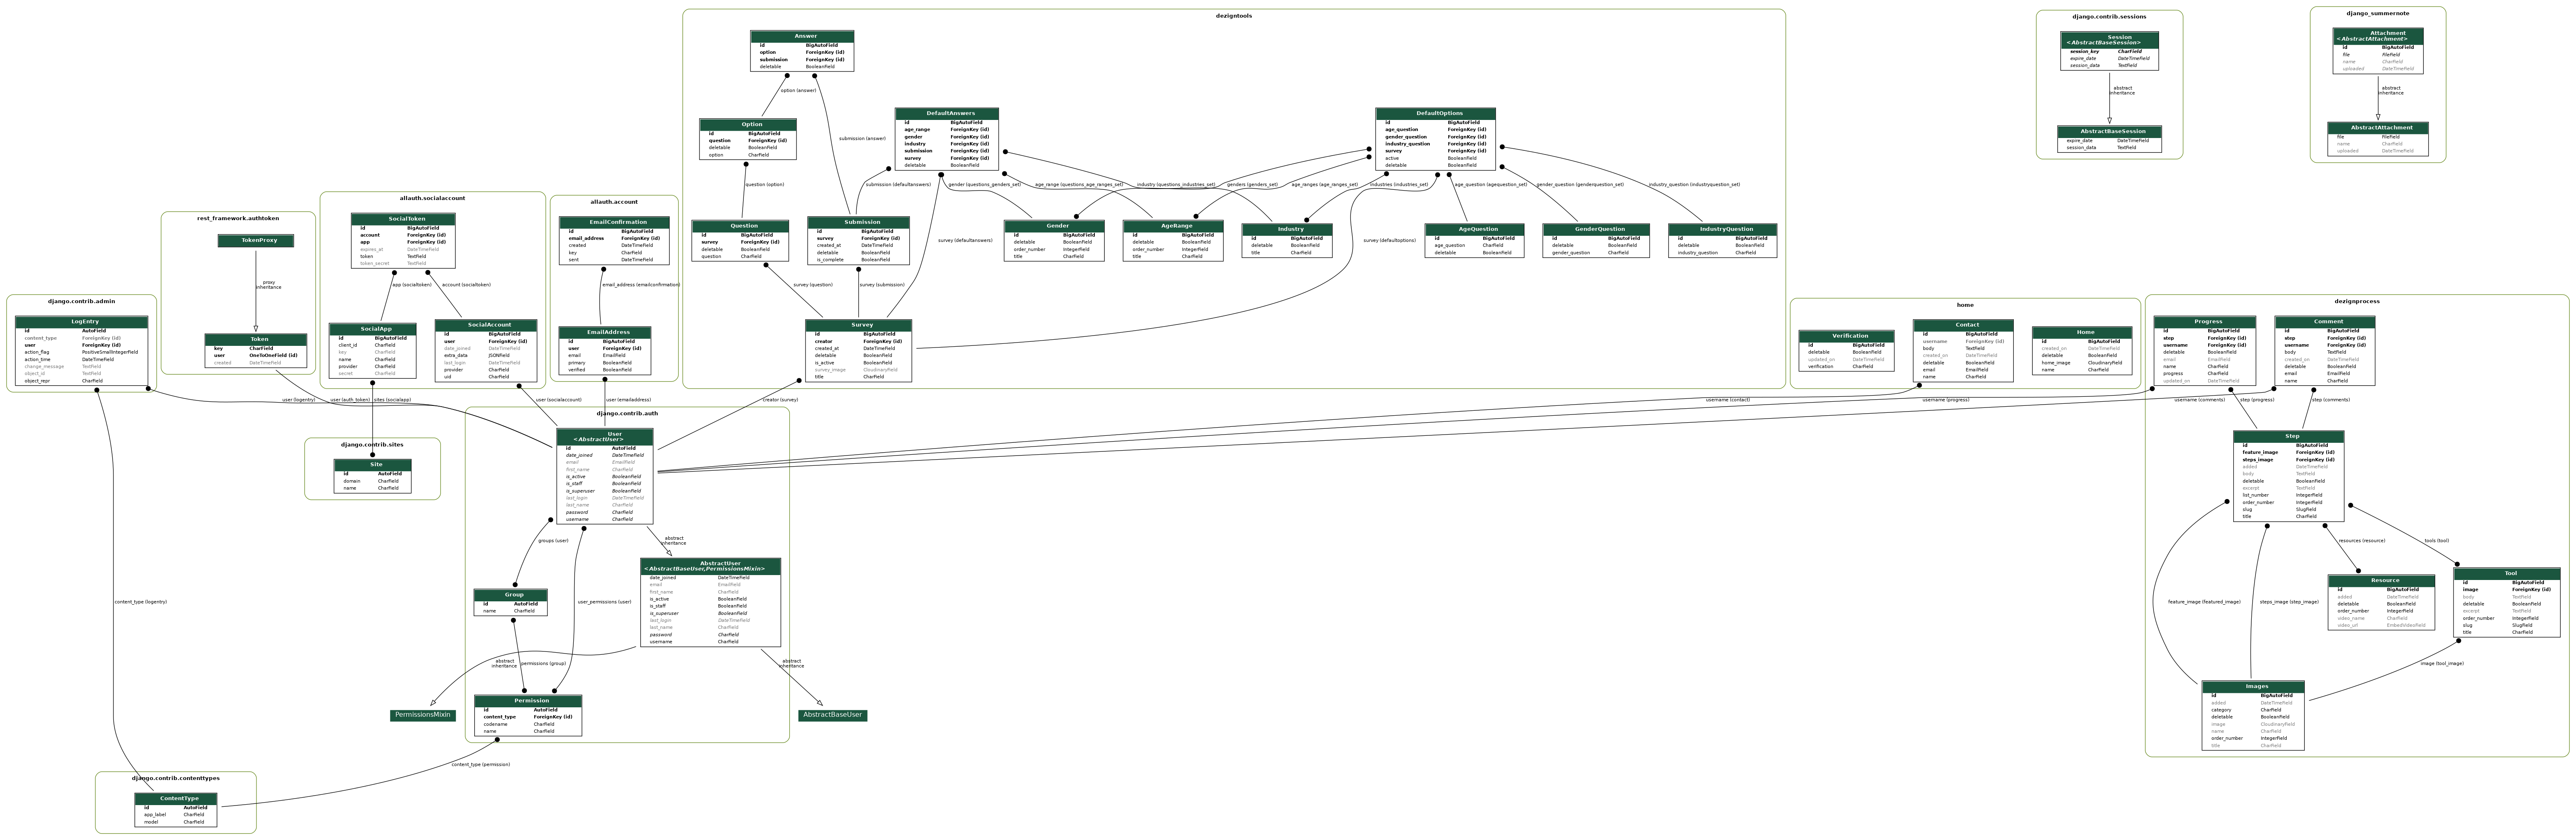 dezigntools
Answer
id BigAutoField
option ForeignKey (id)
submission ForeignKey (id)
deletable BooleanField
option (answer)
submission (answer)
Option
id BigAutoField
question ForeignKey (id)
deletable BooleanField
option CharField
question (option)
DefaultAnswers
id BigAutoField
age_range ForeignKey (id)
gender ForeignKey (id)
industry ForeignKey (id)
submission ForeignKey (id)
survey ForeignKey (id)
deletable BooleanField
DefaultOptions
id BigAutoField
age_question ForeignKey (id)
gender_question ForeignKey (id)
industry_question ForeignKey (id)
survey ForeignKey (id)
active BooleanField
deletable BooleanField
submission (defaultanswers)
gender (questions_genders_set)
age_range (questions_age_ranges_set)
industry (questions_industries_set)
genders (genders_set)
age_ranges (age_ranges_set)
industries (industries_set)
age_question (agequestion_set)
gender_question (genderquestion_set)
industry_question (industryquestion_set)
Question
id BigAutoField
survey ForeignKey (id)
deletable BooleanField
question CharField
Submission
id BigAutoField
survey ForeignKey (id)
created_at DateTimeField
deletable BooleanField
is_complete BooleanField
Gender
id BigAutoField
deletable BooleanField
order_number IntegerField
title CharField
AgeRange
id BigAutoField
deletable BooleanField
order_number IntegerField
title CharField
Industry
id BigAutoField
deletable BooleanField
title CharField
AgeQuestion
id BigAutoField
age_question CharField
deletable BooleanField
GenderQuestion
id BigAutoField
deletable BooleanField
gender_question CharField
IndustryQuestion
id BigAutoField
deletable BooleanField
industry_question CharField
survey (defaultanswers)
survey (defaultoptions)
survey (question)
survey (submission)
Survey
id BigAutoField
creator ForeignKey (id)
created_at DateTimeField
deletable BooleanField
is_active BooleanField
survey_image CloudinaryField
title CharField
creator (survey)
django.contrib.sessions
Session
<AbstractBaseSession>
session_key CharField
expire_date DateTimeField
session_data TextField
abstract
inheritance
AbstractBaseSession
expire_date DateTimeField
session_data TextField
django_summernote
Attachment
<AbstractAttachment>
id BigAutoField
file FileField
name CharField
uploaded DateTimeField
abstract
inheritance
AbstractAttachment
file FileField
name CharField
uploaded DateTimeField
allauth.socialaccount
SocialToken
id BigAutoField
account ForeignKey (id)
app ForeignKey (id)
expires_at DateTimeField
token TextField
token_secret TextField
app (socialtoken)
account (socialtoken)
SocialApp
id BigAutoField
client_id CharField
key CharField
name CharField
provider CharField
secret CharField
SocialAccount
id BigAutoField
user ForeignKey (id)
date_joined DateTimeField
extra_data JSONField
last_login DateTimeField
provider CharField
uid CharField
allauth.account
EmailConfirmation
id BigAutoField
email_address ForeignKey (id)
created DateTimeField
key CharField
sent DateTimeField
email_address (emailconfirmation)
EmailAddress
id BigAutoField
user ForeignKey (id)
email EmailField
primary BooleanField
verified BooleanField
rest_framework.authtoken
TokenProxy
proxy
inheritance
Token
key CharField
user OneToOneField (id)
created DateTimeField
django.contrib.admin
LogEntry
id AutoField
content_type ForeignKey (id)
user ForeignKey (id)
action_flag PositiveSmallIntegerField
action_time DateTimeField
change_message TextField
object_id TextField
object_repr CharField
user (logentry)
user (auth_token)
sites (socialapp)
user (socialaccount)
user (emailaddress)
home
Verification
id BigAutoField
deletable BooleanField
updated_on DateTimeField
verification CharField
Contact
id BigAutoField
username ForeignKey (id)
body TextField
created_on DateTimeField
deletable BooleanField
email EmailField
name CharField
Home
id BigAutoField
created_on DateTimeField
deletable BooleanField
home_image CloudinaryField
name CharField
username (contact)
username (progress)
username (comments)
dezignprocess
Progress
id BigAutoField
step ForeignKey (id)
username ForeignKey (id)
deletable BooleanField
email EmailField
name CharField
progress CharField
updated_on DateTimeField
Comment
id BigAutoField
step ForeignKey (id)
username ForeignKey (id)
body TextField
created_on DateTimeField
deletable BooleanField
email EmailField
name CharField
step (progress)
step (comments)
Step
id BigAutoField
feature_image ForeignKey (id)
steps_image ForeignKey (id)
added DateTimeField
body TextField
deletable BooleanField
excerpt TextField
list_number IntegerField
order_number IntegerField
slug SlugField
title CharField
resources (resource)
tools (tool)
feature_image (featured_image)
steps_image (step_image)
Resource
id BigAutoField
added DateTimeField
deletable BooleanField
order_number IntegerField
video_name CharField
video_url EmbedVideoField
Tool
id BigAutoField
image ForeignKey (id)
body TextField
deletable BooleanField
excerpt TextField
order_number IntegerField
slug SlugField
title CharField
image (tool_image)
Images
id BigAutoField
added DateTimeField
category CharField
deletable BooleanField
image CloudinaryField
name CharField
order_number IntegerField
title CharField
django.contrib.sites
Site
id AutoField
domain CharField
name CharField
django.contrib.auth
User
<AbstractUser>
id AutoField
date_joined DateTimeField
email EmailField
first_name CharField
is_active BooleanField
is_staff BooleanField
is_superuser BooleanField
last_login DateTimeField
last_name CharField
password CharField
username CharField
groups (user)
abstract
inheritance
user_permissions (user)
AbstractUser
<AbstractBaseUser,PermissionsMixin>
date_joined DateTimeField
email EmailField
first_name CharField
is_active BooleanField
is_staff BooleanField
is_superuser BooleanField
last_login DateTimeField
last_name CharField
password CharField
username CharField
Group
id AutoField
name CharField
abstract
inheritance
permissions (group)
abstract
inheritance
Permission
id AutoField
content_type ForeignKey (id)
codename CharField
name CharField
PermissionsMixin
AbstractBaseUser
content_type (logentry)
content_type (permission)
django.contrib.contenttypes
ContentType
id AutoField
app_label CharField
model CharField